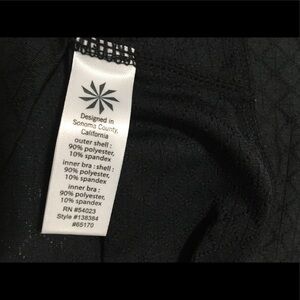 Designed in
Sonoma County,
California
outer shell :
90% polyester,
10% spandex
inner bra : shell :
90% polyester,
10% spandex
inner bra :
90% polyester,
10% spandex
RN #54023
Style #138384
#65170